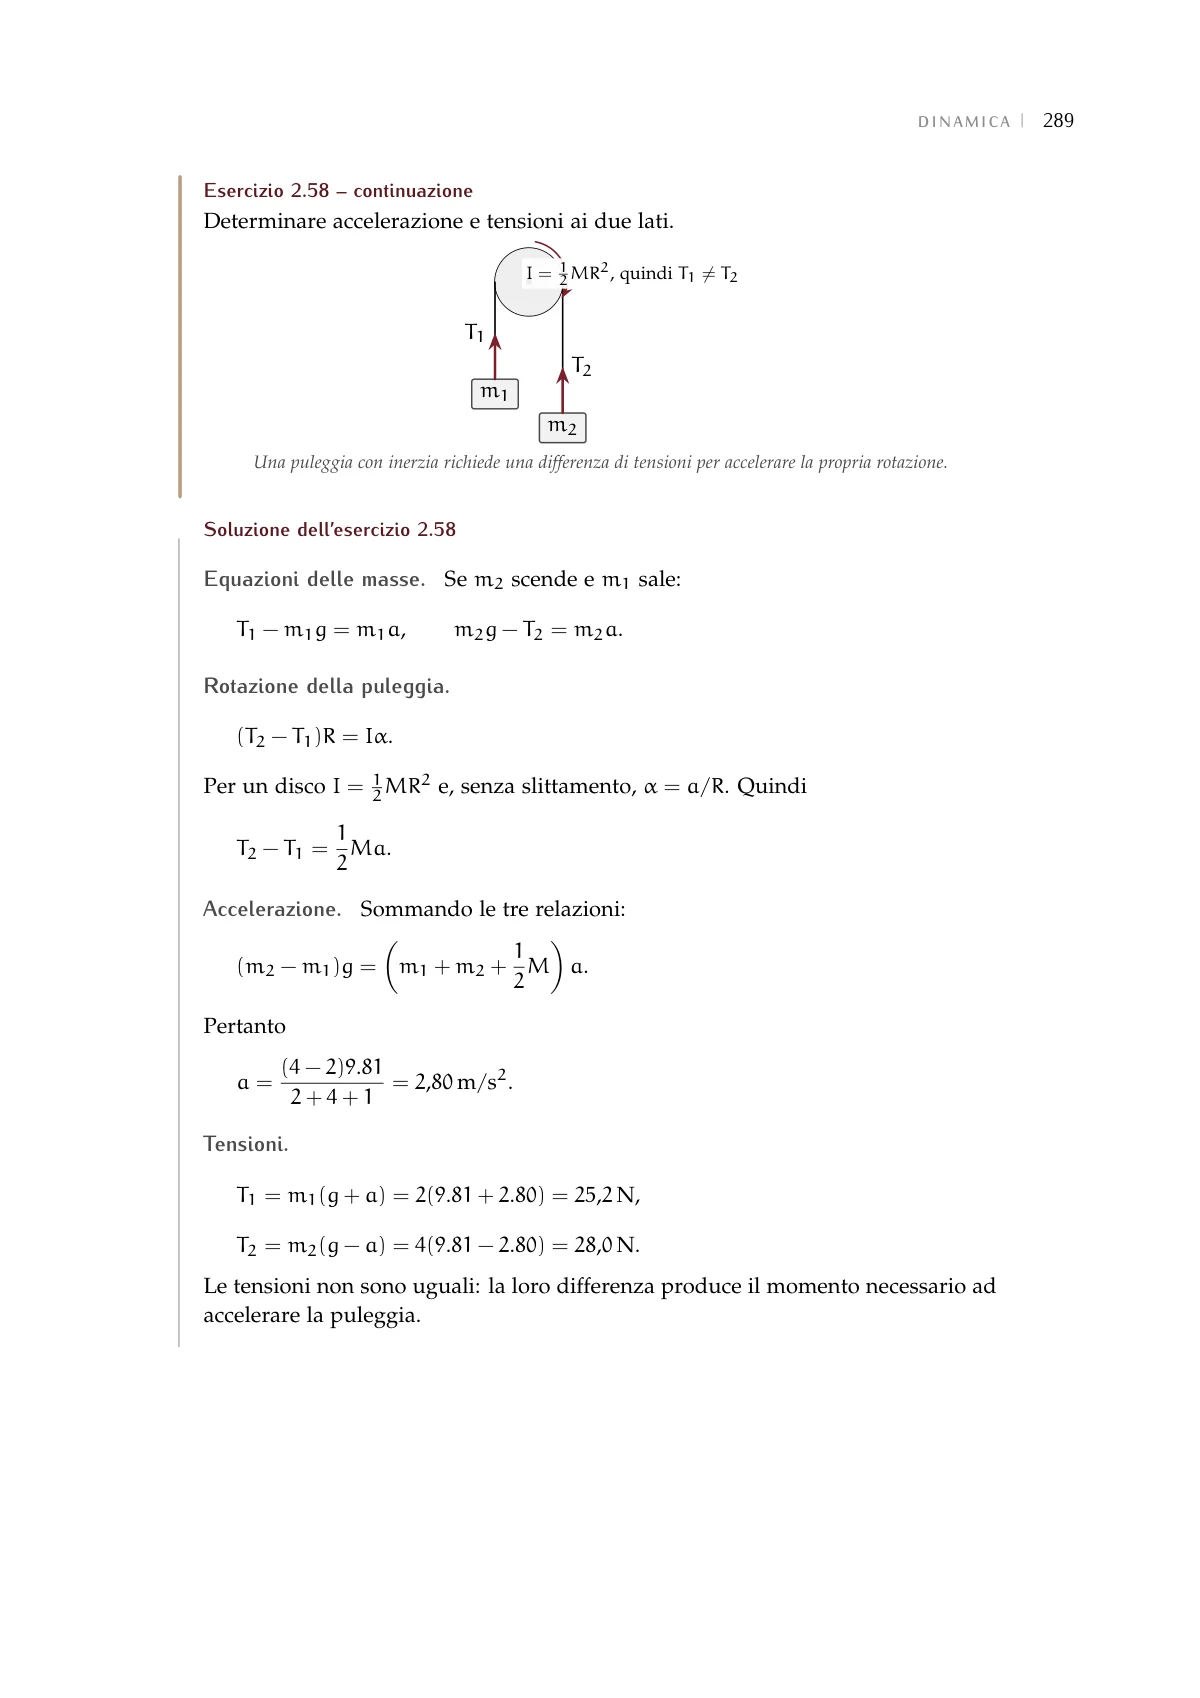 DINAMICA | 289
Esercizio 2.58 – continuazione
Determinare accelerazione e tensioni ai due lati.
I = ½MR², quindi T₁ ≠ T₂
T₁
T₂
m₁
m₂
Una puleggia con inerzia richiede una differenza di tensioni per accelerare la propria rotazione.
Soluzione dell'esercizio 2.58
Equazioni delle masse. Se m₂ scende e m₁ sale:
T₁ − m₁g = m₁a, m₂g − T₂ = m₂a.
Rotazione della puleggia.
(T₂ − T₁)R = Iα.
Per un disco I = ½MR² e, senza slittamento, α = a/R. Quindi
T₂ − T₁ = 1/2 Ma.
Accelerazione. Sommando le tre relazioni:
(m₂ − m₁)g = (m₁ + m₂ + 1/2 M) a.
Pertanto
a = (4 − 2)9.81 / 2 + 4 + 1 = 2,80 m/s².
Tensioni.
T₁ = m₁(g + a) = 2(9.81 + 2.80) = 25,2 N,
T₂ = m₂(g − a) = 4(9.81 − 2.80) = 28,0 N.
Le tensioni non sono uguali: la loro differenza produce il momento necessario ad
accelerare la puleggia.